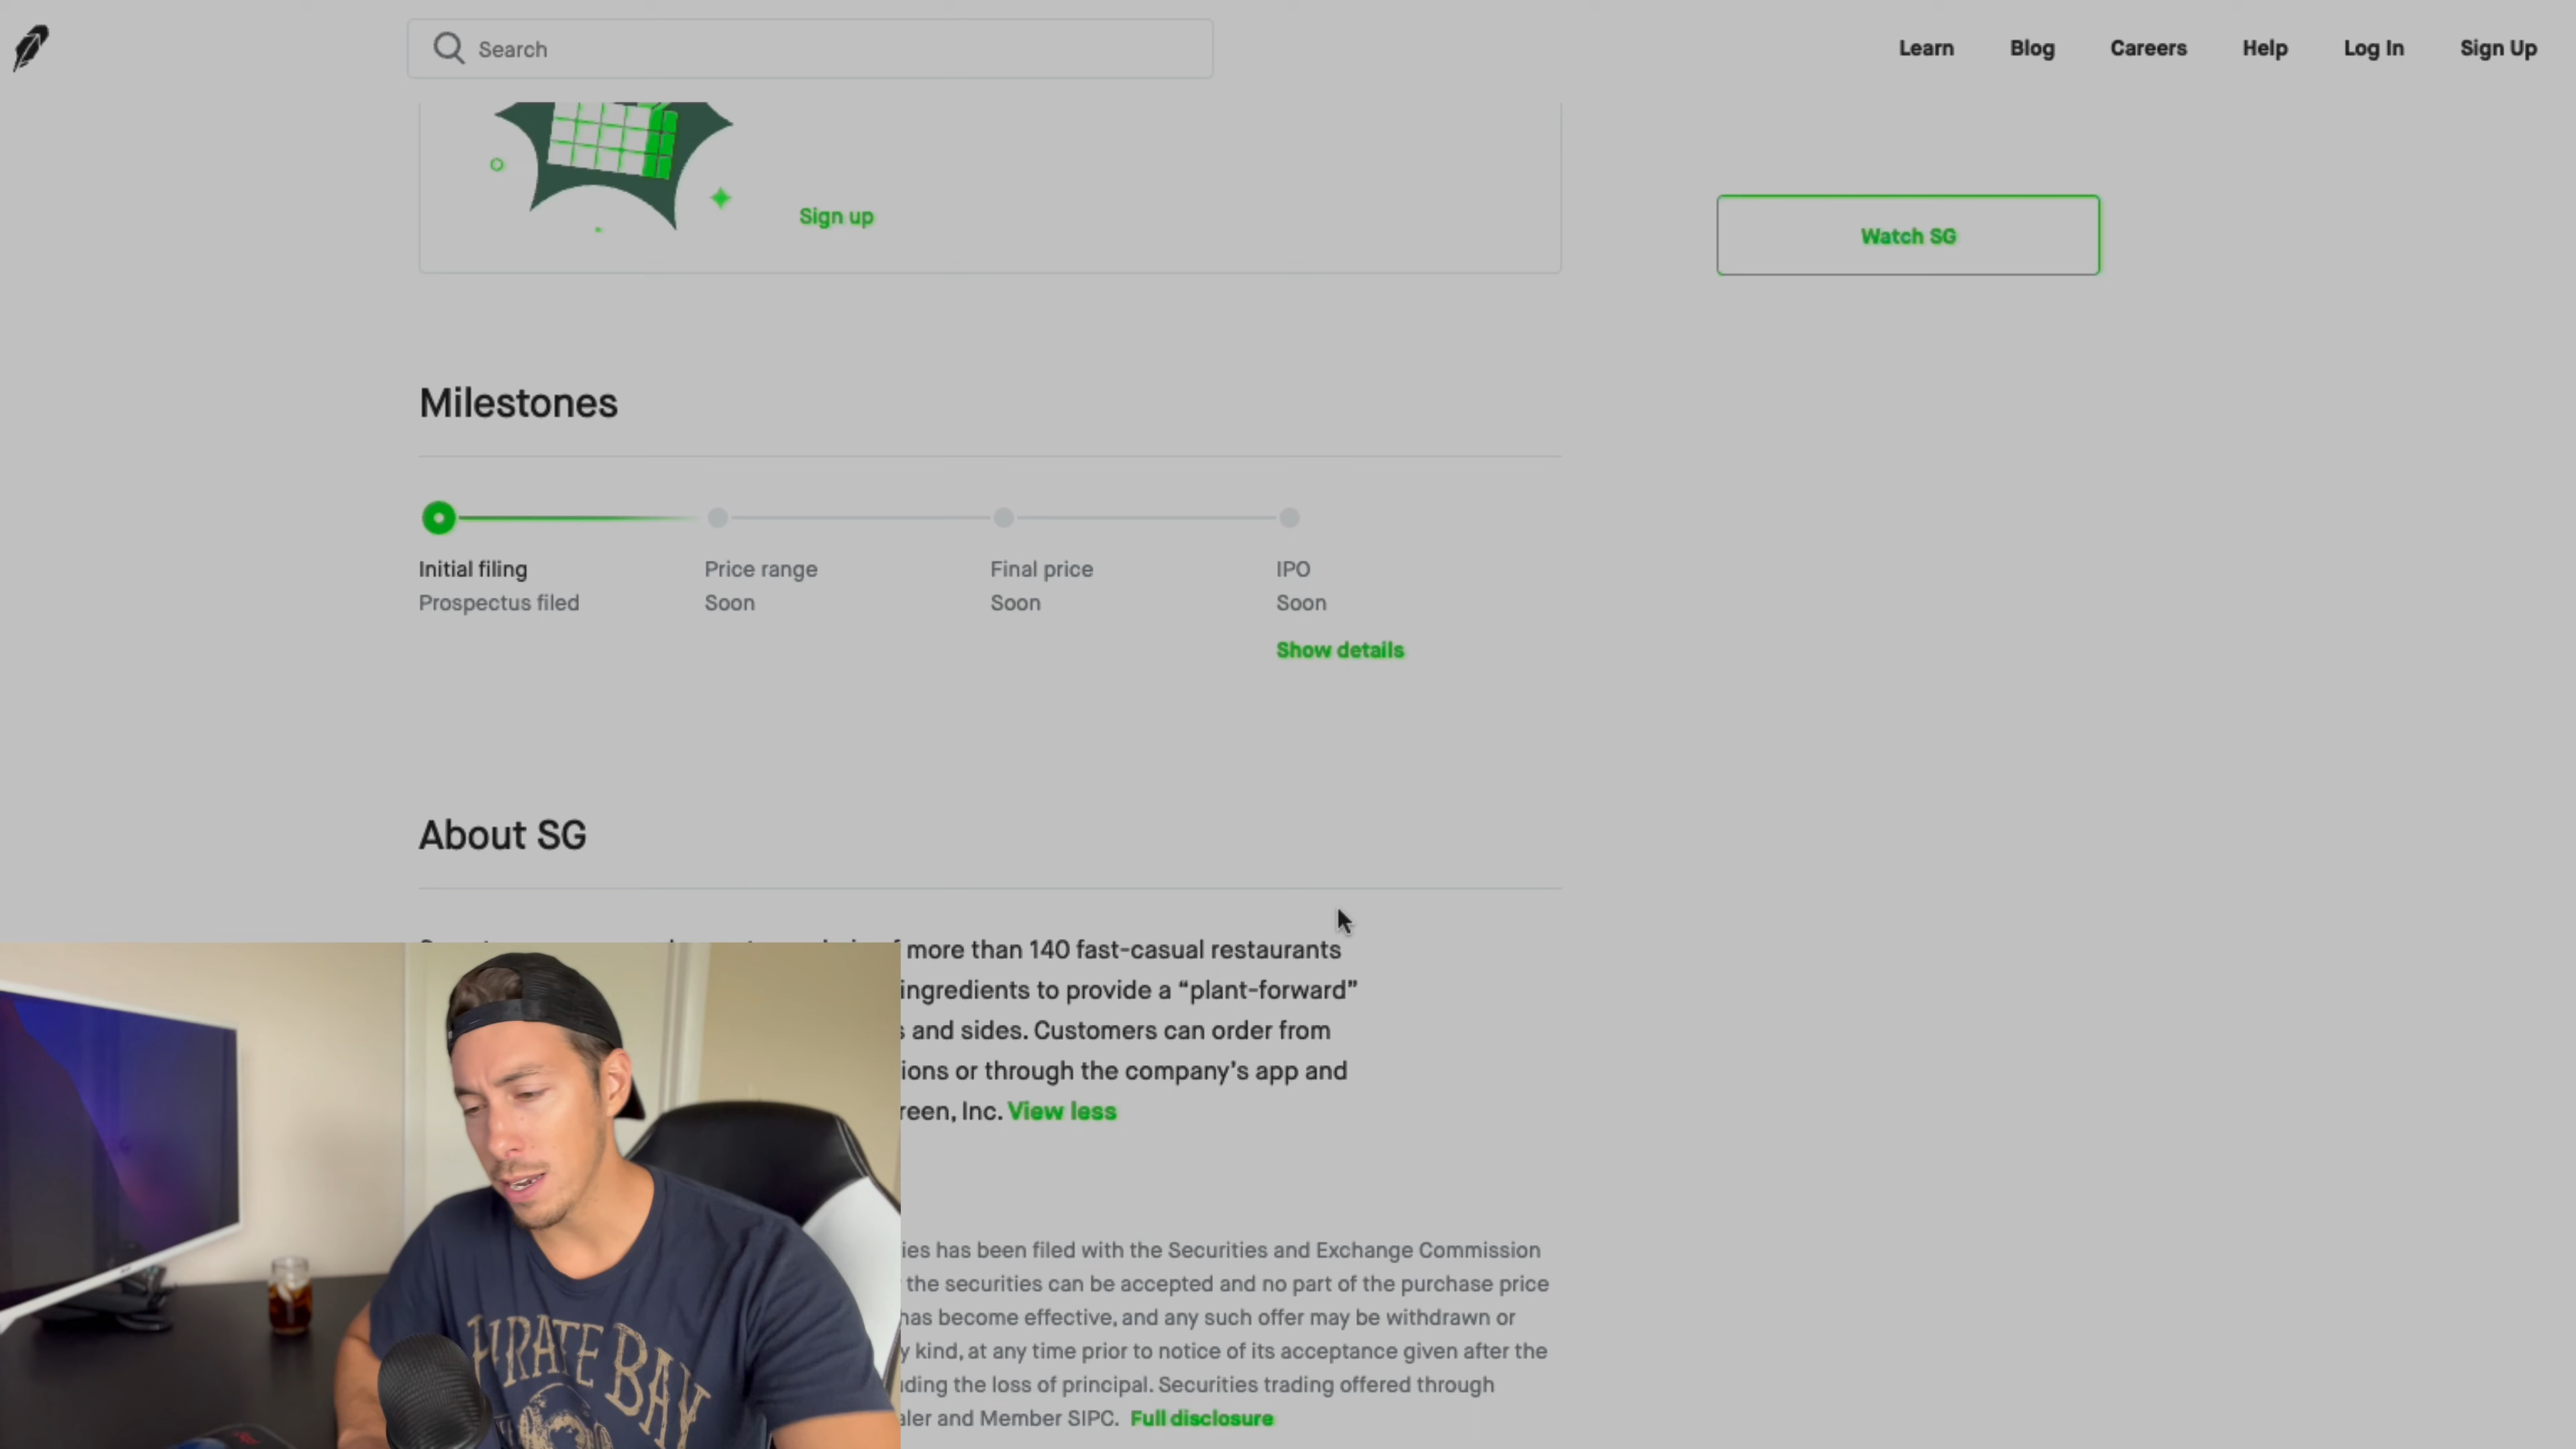 Search
Learn
Blog
Careers
Help
Log In
Sign Up
Sign up
Watch SG
Milestones
Initial filing
Prospectus filed
Price range
Soon
Final price
Soon
IPO
Soon
Show details
About SG
more than 140 fast-casual restaurants
ingredients to provide a “plant-forward”
and sides. Customers can order from
or through the company’s app and
Inc. View less
has been filed with the Securities and Exchange Commission
the securities can be accepted and no part of the purchase price
has become effective, and any such offer may be withdrawn or
kind, at any time prior to notice of its acceptance given after the
the loss of principal. Securities trading offered through
and Member SIPC. Full disclosure
PIRATE BAY